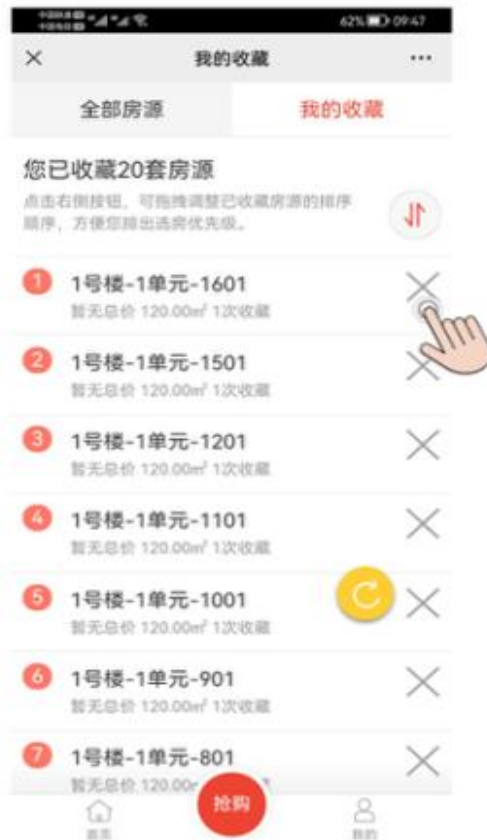 62% 09:47
我的收藏
全部房源
我的收藏
您已收藏20套房源
点击右侧按钮，可拖拽调整已收藏房源的排序
顺序，方便您排出选房优先级。
1 1号楼-1单元-1601
暂无总价 120.00㎡ 1次收藏
2 1号楼-1单元-1501
暂无总价 120.00㎡ 1次收藏
3 1号楼-1单元-1201
暂无总价 120.00㎡ 1次收藏
4 1号楼-1单元-1101
暂无总价 120.00㎡ 1次收藏
5 1号楼-1单元-1001
暂无总价 120.00㎡ 1次收藏
6 1号楼-1单元-901
暂无总价 120.00㎡ 1次收藏
7 1号楼-1单元-801
暂无总价 120.00
抢购
首页
我的